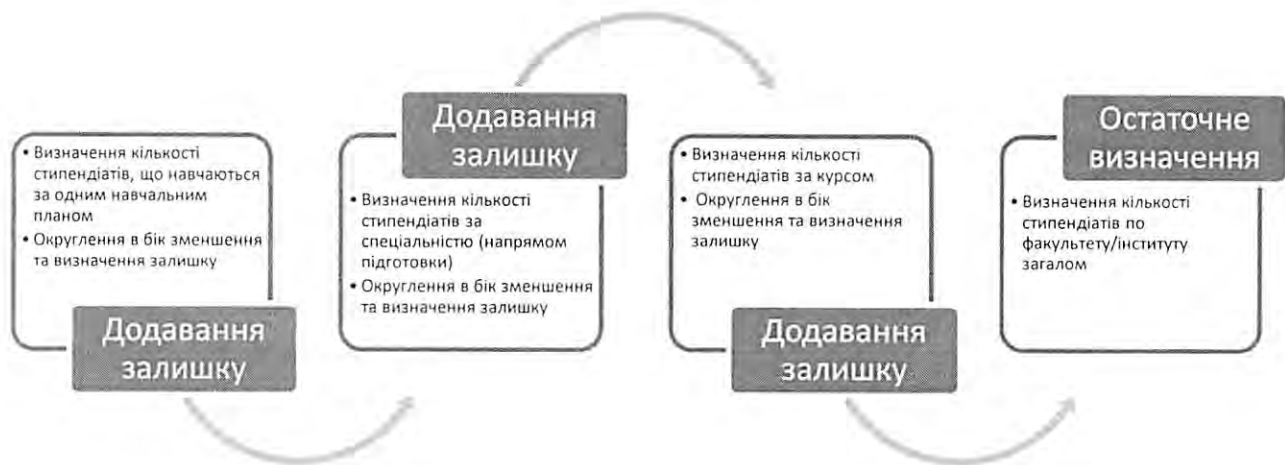 • Визначення кількості
стипендіатів, що навчаються
за одним навчальним
планом
• Округлення в бік зменшення
та визначення залишку
Додавання
залишку
Додавання
залишку
• Визначення кількості
стипендіатів за
спеціальністю (напрямом
підготовки)
• Округлення в бік зменшення
та визначення залишку
• Визначення кількості
стипендіатів за курсом
• Округлення в бік
зменшення та визначення
залишку
Додавання
залишку
Остаточне
визначення
• Визначення кількості
стипендіатів по
факультету/інституту
загалом